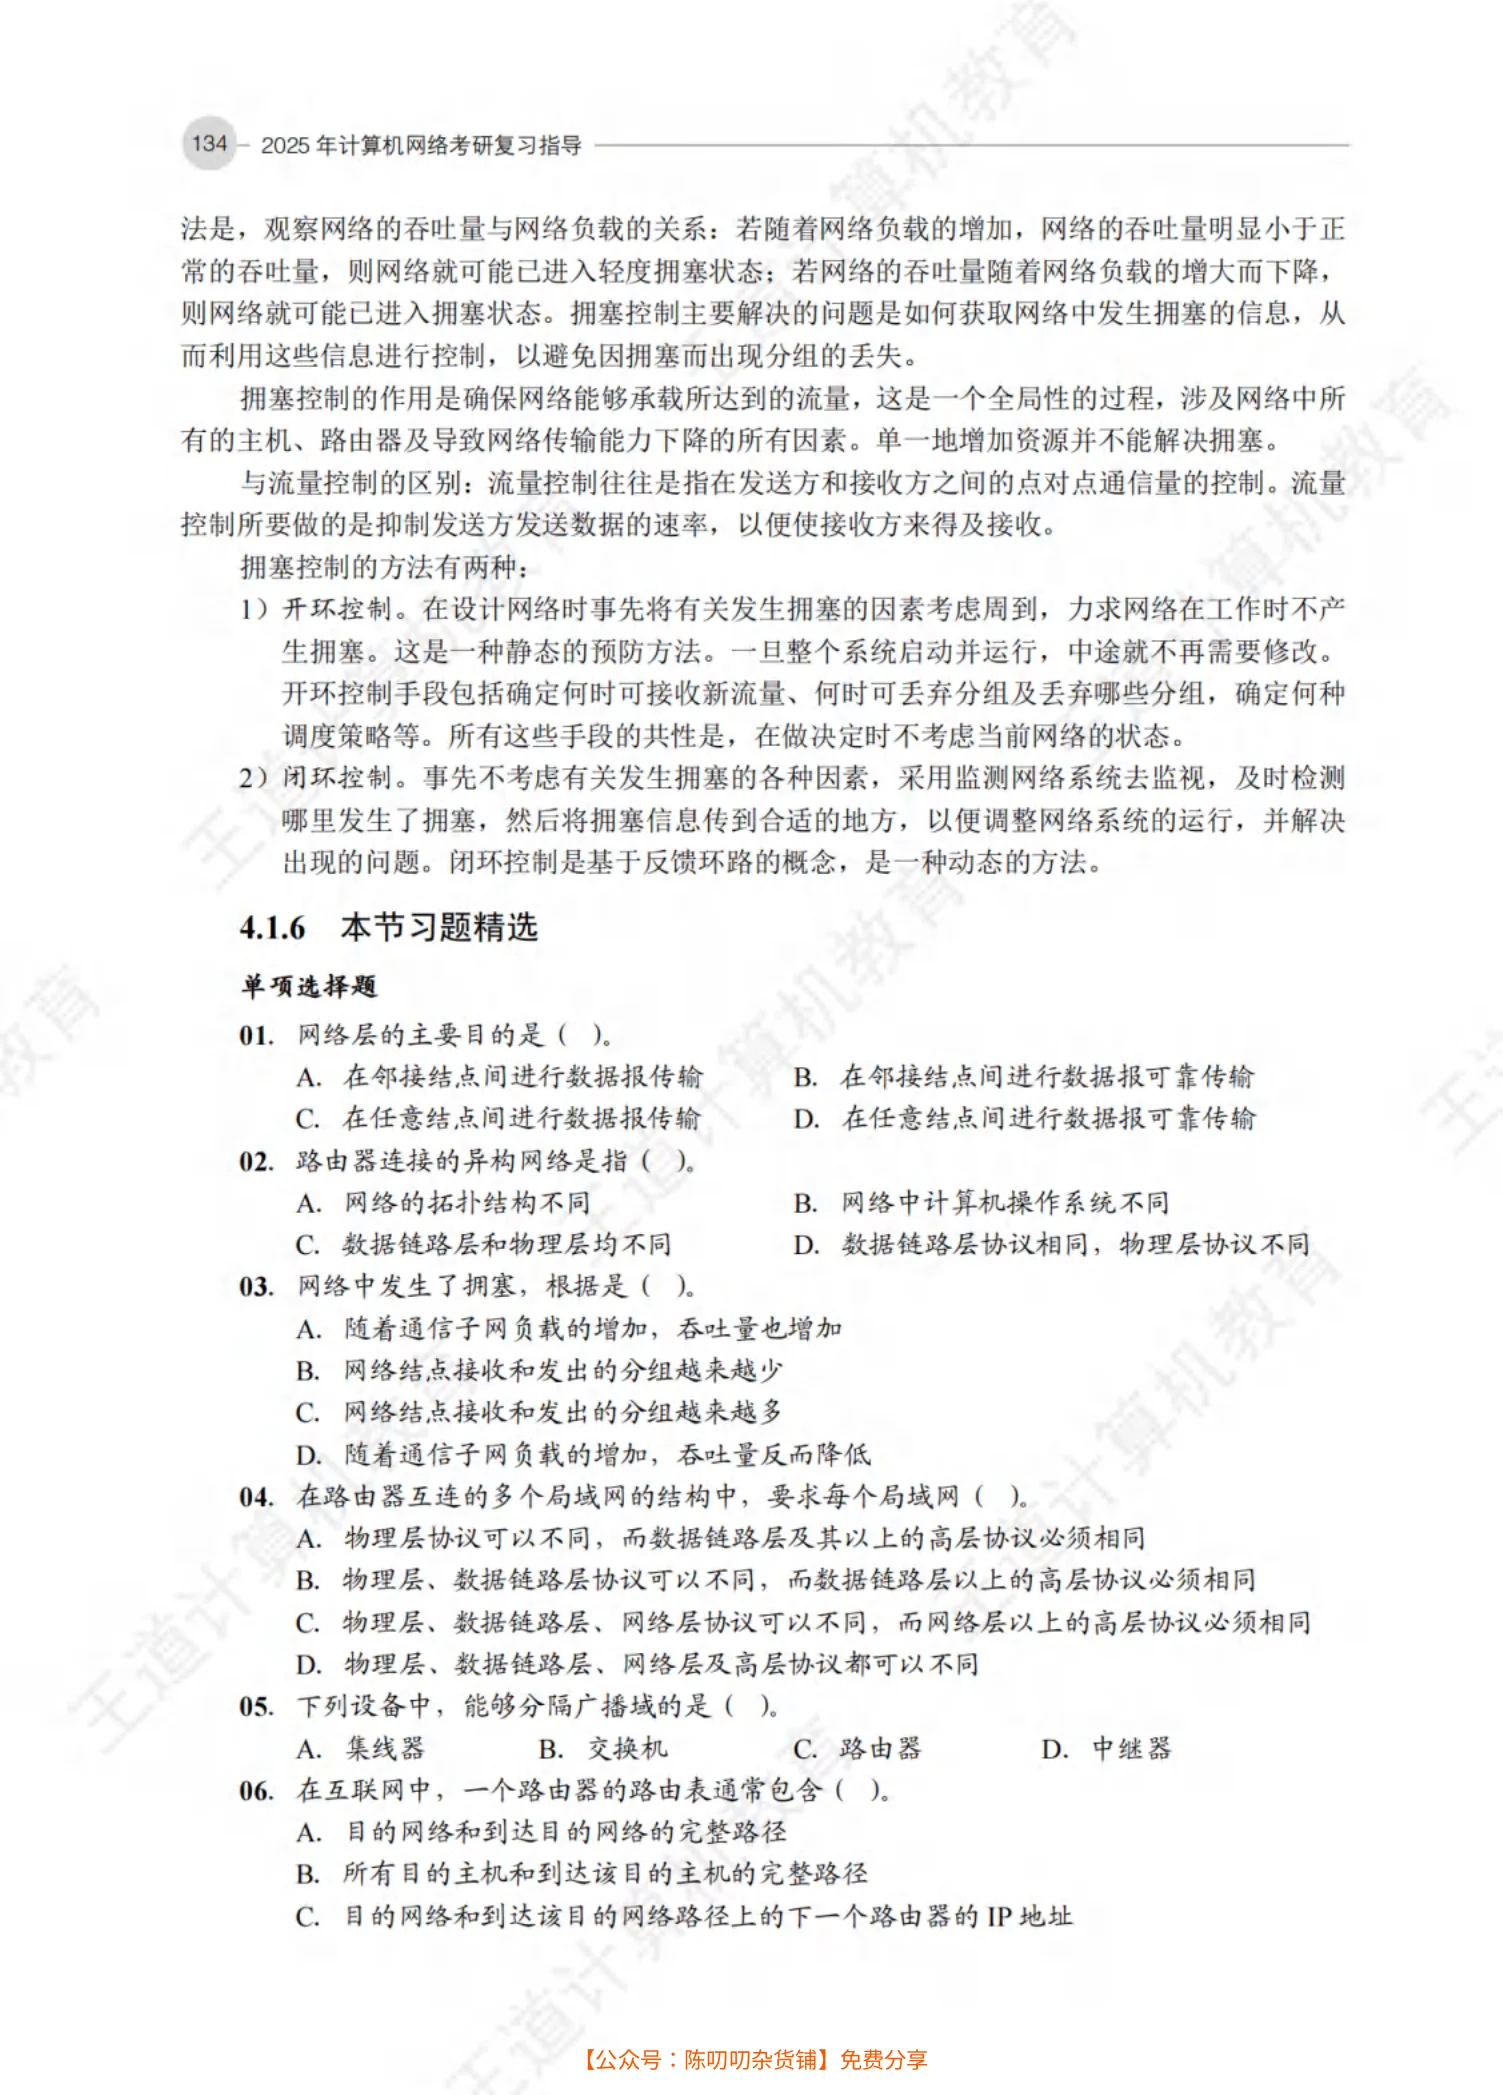 134 2025 年计算机网络考研复习指导
法是，观察网络的吞吐量与网络负载的关系：若随着网络负载的增加，网络的吞吐量明显小于正
常的吞吐量，则网络就可能已进入轻度拥塞状态；若网络的吞吐量随着网络负载的增大而下降，
则网络就可能已进入拥塞状态。拥塞控制主要解决的问题是如何获取网络中发生拥塞的信息，从
而利用这些信息进行控制，以避免因拥塞而出现分组的丢失。
拥塞控制的作用是确保网络能够承载所达到的流量，这是一个全局性的过程，涉及网络中所
有的主机、路由器及导致网络传输能力下降的所有因素。单一地增加资源并不能解决拥塞。
与流量控制的区别：流量控制往往是指在发送方和接收方之间的点对点通信量的控制。流量
控制所要做的是抑制发送方发送数据的速率，以便使接收方来得及接收。
拥塞控制的方法有两种：
1）开环控制。在设计网络时事先将有关发生拥塞的因素考虑周到，力求网络在工作时不产
生拥塞。这是一种静态的预防方法。一旦整个系统启动并运行，中途就不再需要修改。
开环控制手段包括确定何时可接收新流量、何时可丢弃分组及丢弃哪些分组，确定何种
调度策略等。所有这些手段的共性是，在做决定时不考虑当前网络的状态。
2）闭环控制。事先不考虑有关发生拥塞的各种因素，采用监测网络系统去监视，及时检测
哪里发生了拥塞，然后将拥塞信息传到合适的地方，以便调整网络系统的运行，并解决
出现的问题。闭环控制是基于反馈环路的概念，是一种动态的方法。
4.1.6 本节习题精选
单项选择题
01. 网络层的主要目的是（ ）。
A. 在邻接结点间进行数据报传输 B. 在邻接结点间进行数据报可靠传输
C. 在任意结点间进行数据报传输 D. 在任意结点间进行数据报可靠传输
02. 路由器连接的异构网络是指（ ）。
A. 网络的拓扑结构不同 B. 网络中计算机操作系统不同
C. 数据链路层和物理层均不同 D. 数据链路层协议相同，物理层协议不同
03. 网络中发生了拥塞，根据是（ ）。
A. 随着通信子网负载的增加，吞吐量也增加
B. 网络结点接收和发出的分组越来越少
C. 网络结点接收和发出的分组越来越多
D. 随着通信子网负载的增加，吞吐量反而降低
04. 在路由器互连的多个局域网的结构中，要求每个局域网（ ）。
A. 物理层协议可以不同，而数据链路层及其以上的高层协议必须相同
B. 物理层、数据链路层协议可以不同，而数据链路层以上的高层协议必须相同
C. 物理层、数据链路层、网络层协议可以不同，而网络层以上的高层协议必须相同
D. 物理层、数据链路层、网络层及高层协议都可以不同
05. 下列设备中，能够分隔广播域的是（ ）。
A. 集线器 B. 交换机 C. 路由器 D. 中继器
06. 在互联网中，一个路由器的路由表通常包含（ ）。
A. 目的网络和到达目的网络的完整路径
B. 所有目的主机和到达该目的主机的完整路径
C. 目的网络和到达该目的网络路径上的下一个路由器的 IP 地址
【公众号：陈叨叨杂货铺】免费分享
王道计算机教育